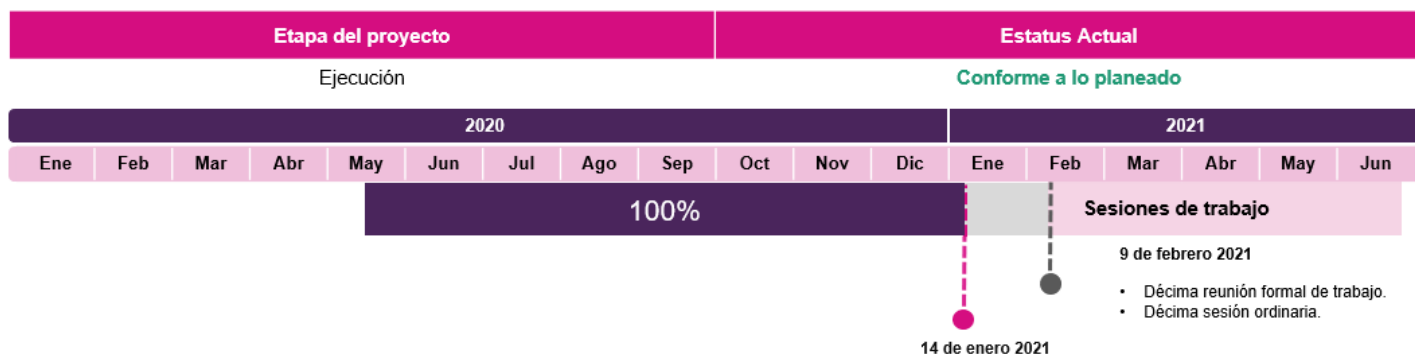 Etapa del proyecto
Estatus Actual
Ejecución
Conforme a lo planeado
2020
2021
Ene Feb Mar Abr May Jun Jul Ago Sep Oct Nov Dic Ene Feb Mar Abr May Jun
100%
Sesiones de trabajo
9 de febrero 2021
• Décima reunión formal de trabajo.
• Décima sesión ordinaria.
14 de enero 2021